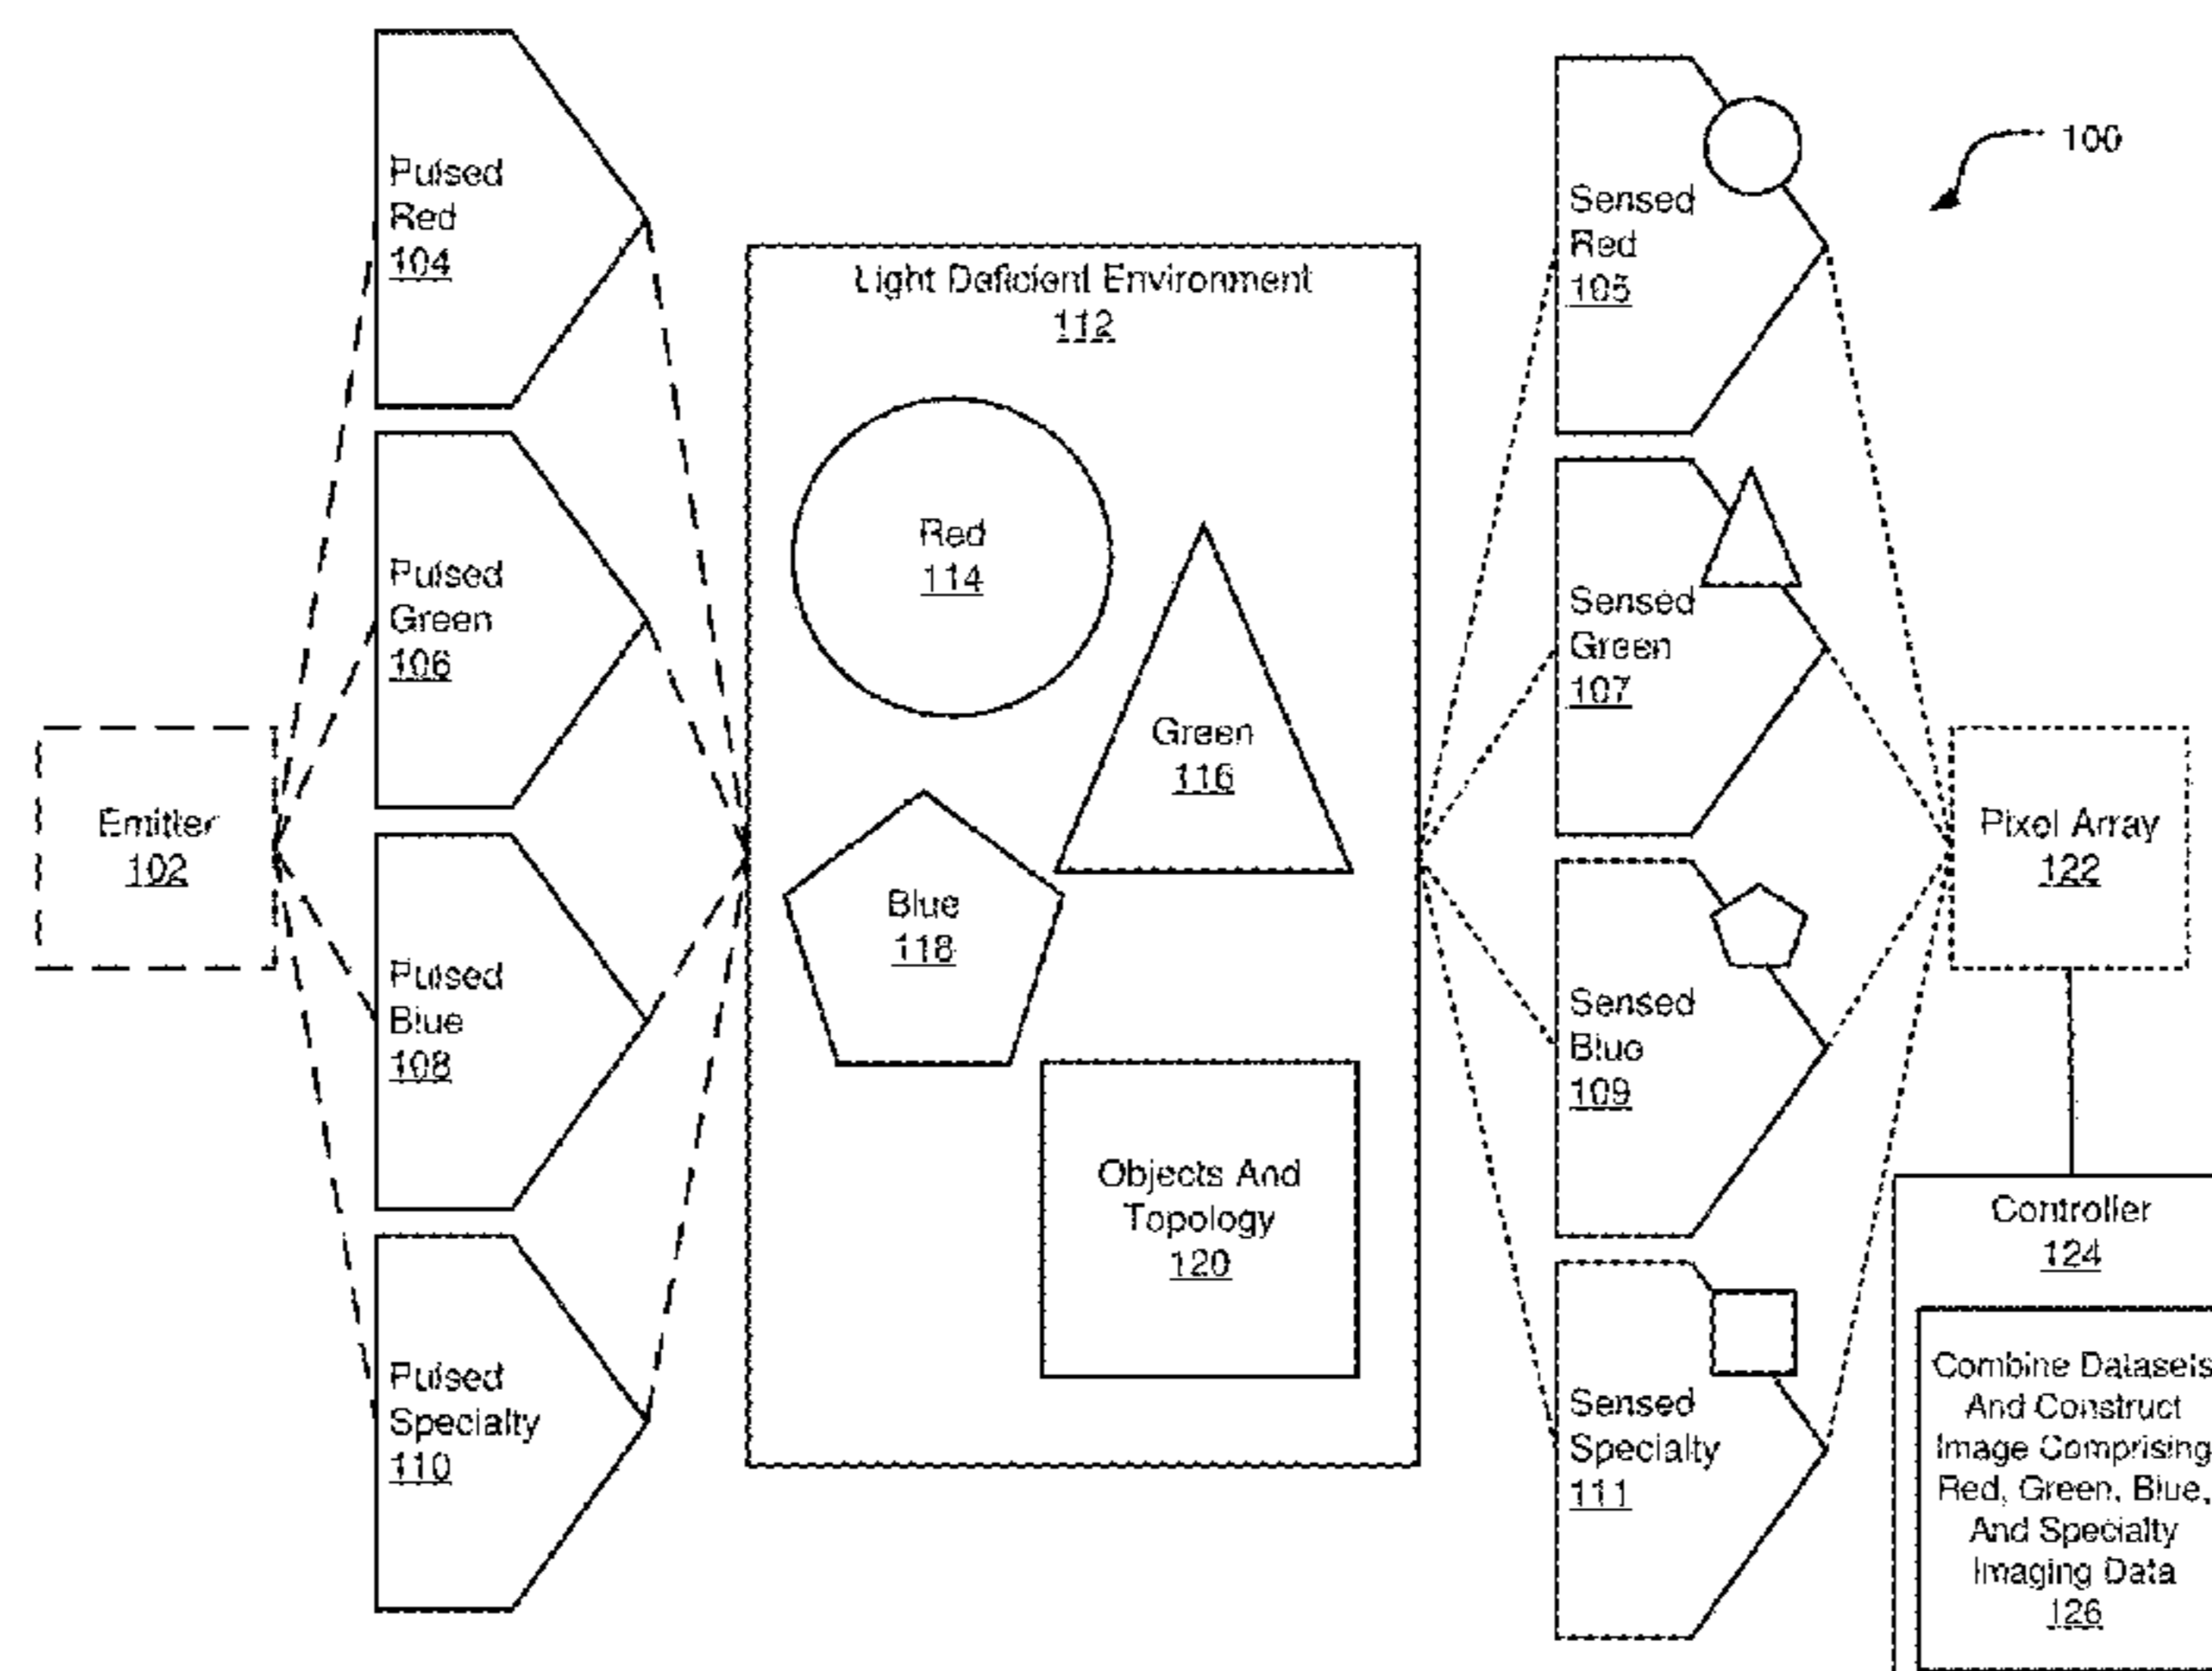 Pulsed
Red
104
Pulsed
Green
106
Emitter
102
Pulsed
Blue
108
Pulsed
Specialty
110
Light Deficient Environment
112
Red
114
Green
116
Blue
118
Objects And
Topology
120
Sensed
Red
105
Sensed
Green
107
Sensed
Blue
109
Sensed
Specialty
111
100
Pixel Array
122
Controller
124
Combine Datasets
And Construct
Image Comprising
Red, Green, Blue,
And Specialty
Imaging Data
126